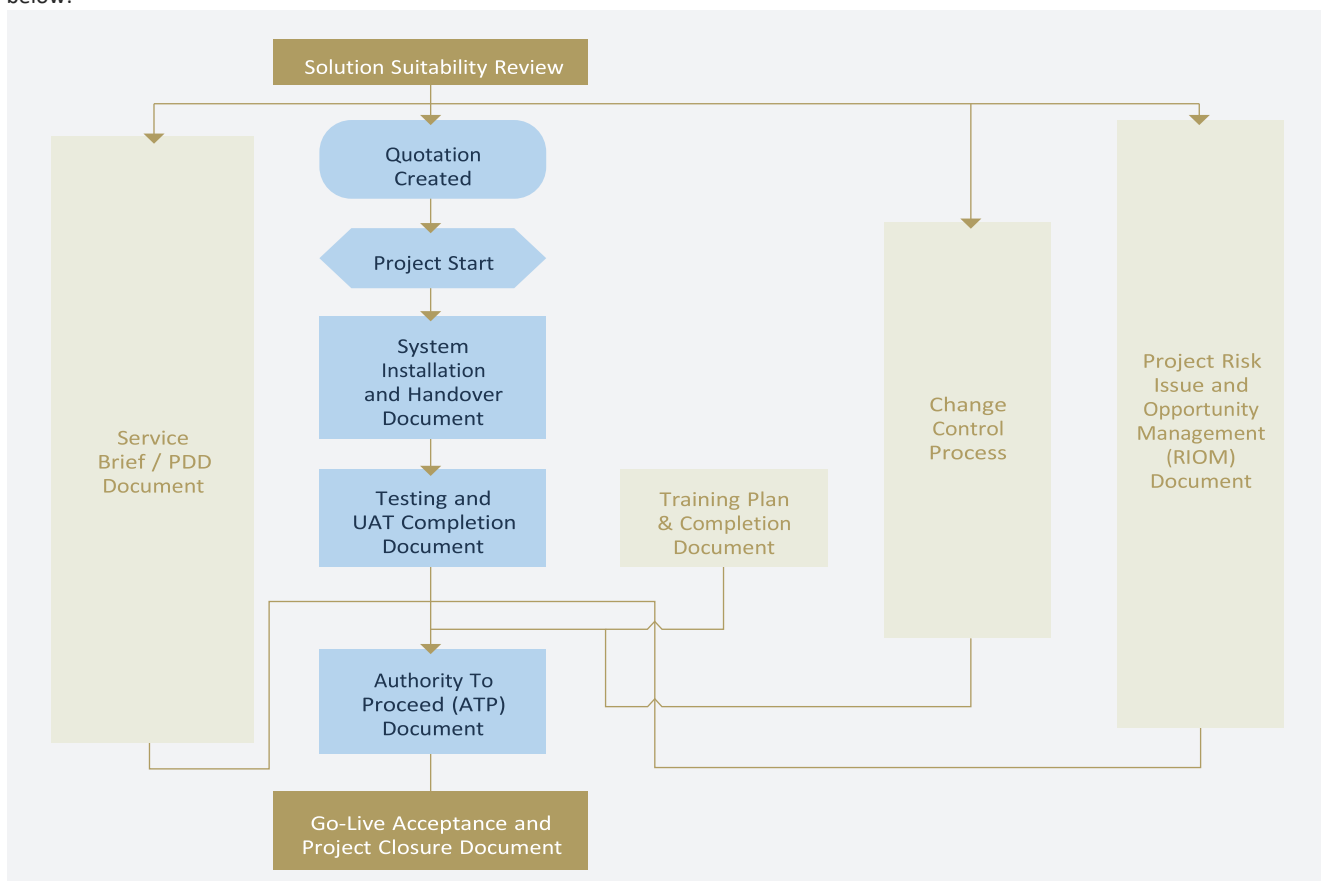 below:
Solution Suitability Review
Quotation
Created
Project Start
System
Installation
and Handover
Document
Testing and
UAT Completion
Document
Training Plan
& Completion
Document
Service
Brief / PDD
Document
Change
Control
Process
Project Risk
Issue and
Opportunity
Management
(RIOM)
Document
Authority To
Proceed (ATP)
Document
Go-Live Acceptance and
Project Closure Document